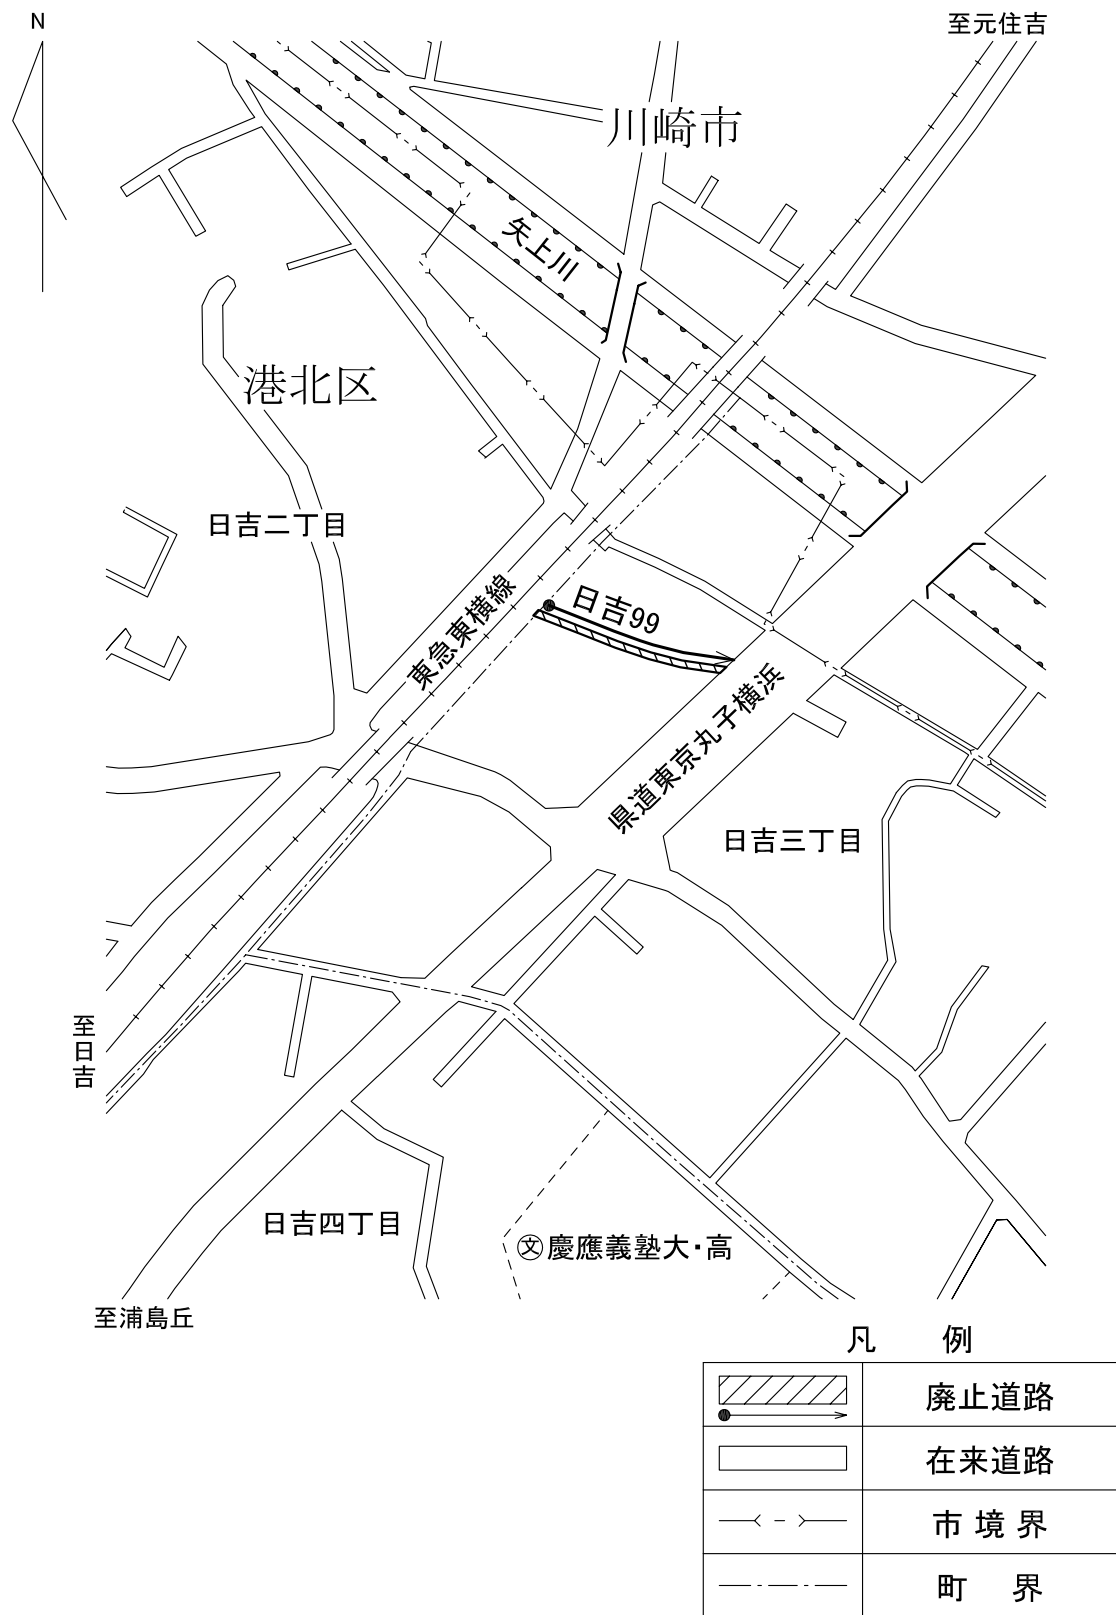 N
至元住吉
川崎市
矢上川
港北区
日吉二丁目
東急東横線
日吉99
県道東京丸子横浜
日吉三丁目
至日吉
日吉四丁目
文慶應義塾大・高
至浦島丘
凡 例
廃止道路
在来道路
市境界
町 界